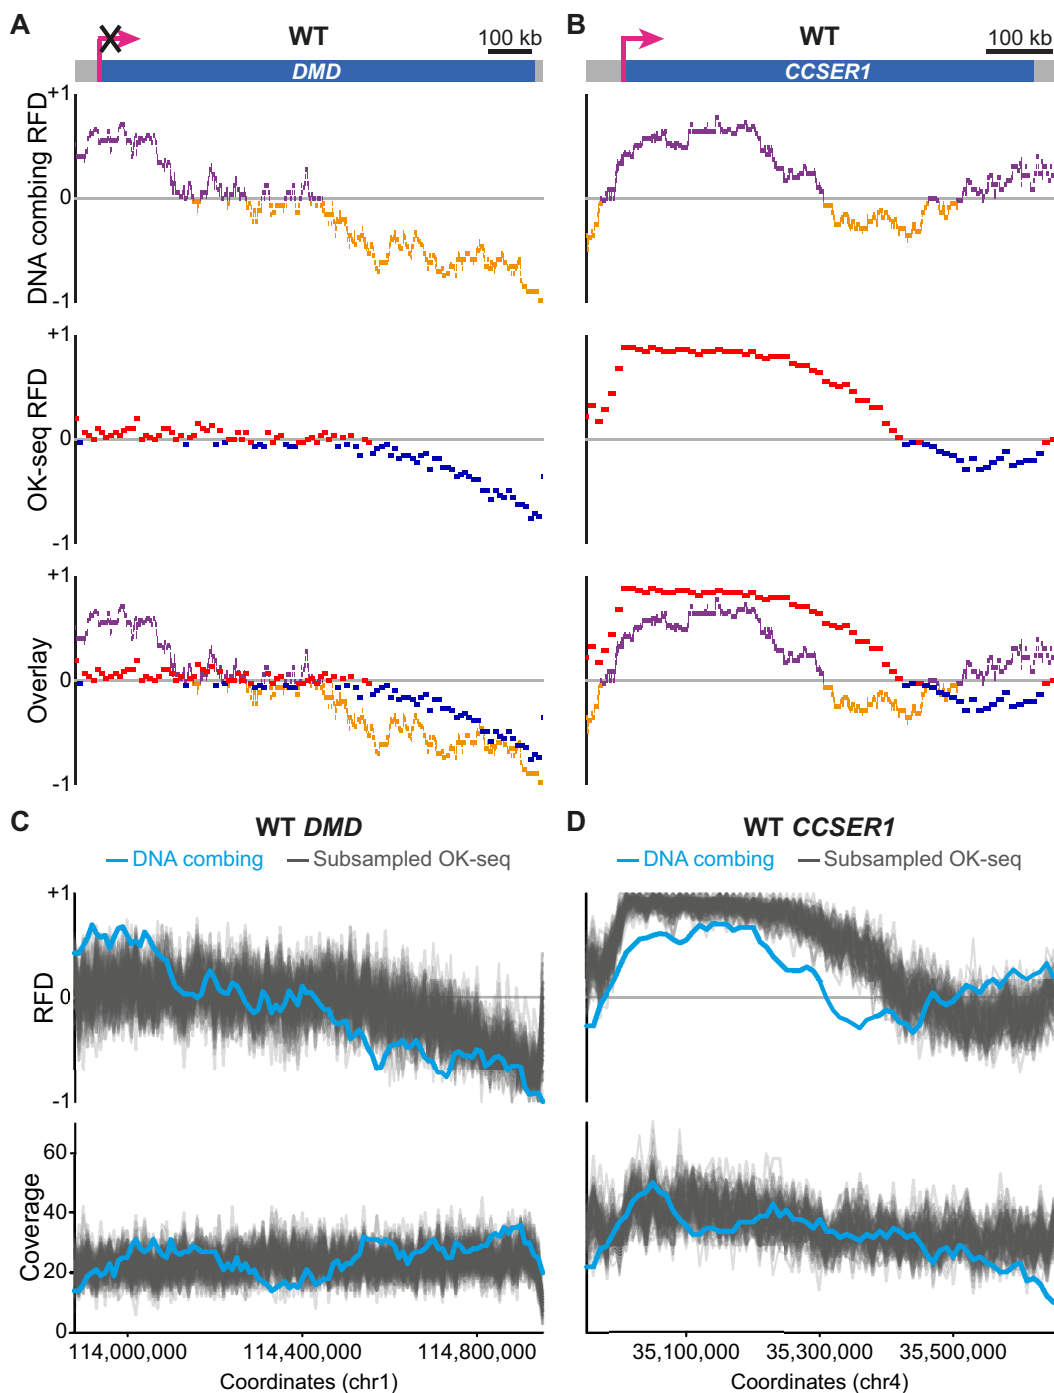 A
WT
100 kb
DMD
+1
0
-1
DNA combing RFD
+1
0
-1
OK-seq RFD
+1
0
-1
Overlay
B
WT
100 kb
CCSER1
C
WT DMD
DNA combing
Subsampled OK-seq
+1
0
-1
RFD
60
40
20
0
Coverage
114,000,000
114,400,000
114,800,000
Coordinates (chr1)
D
WT CCSER1
DNA combing
Subsampled OK-seq
35,100,000
35,300,000
35,500,000
Coordinates (chr4)